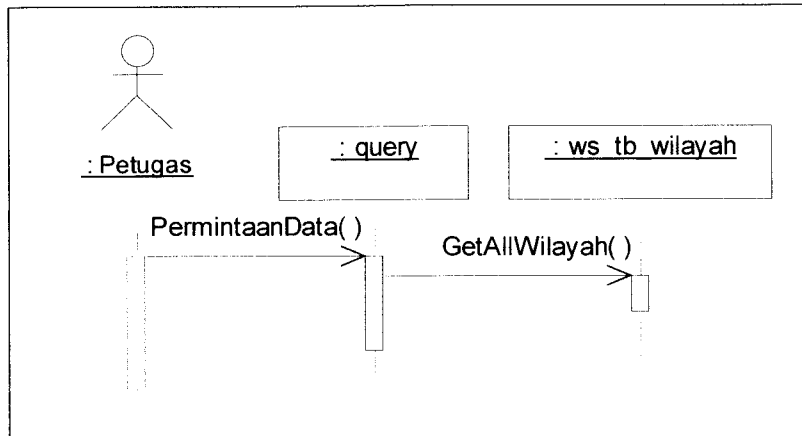 : Petugas
: query
: ws_tb_wilayah
PermintaanData( )
GetAllWilayah( )